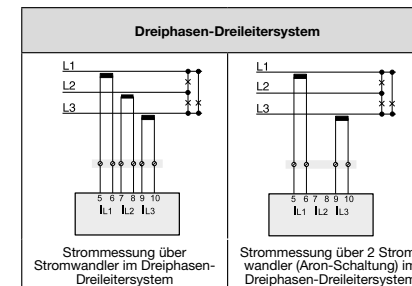 Dreiphasen-Dreileitersystem
L1
L2
L3
5 6 7 8 9 10
IL1 IL2 IL3
Strommessung über
Stromwandler im Dreiphasen-
Dreileitersystem
L1
L2
L3
5 6 7 8 9 10
IL1 IL2 IL3
Strommessung über 2 Strom
wandler (Aron-Schaltung) im
Dreiphasen-Dreileitersystem